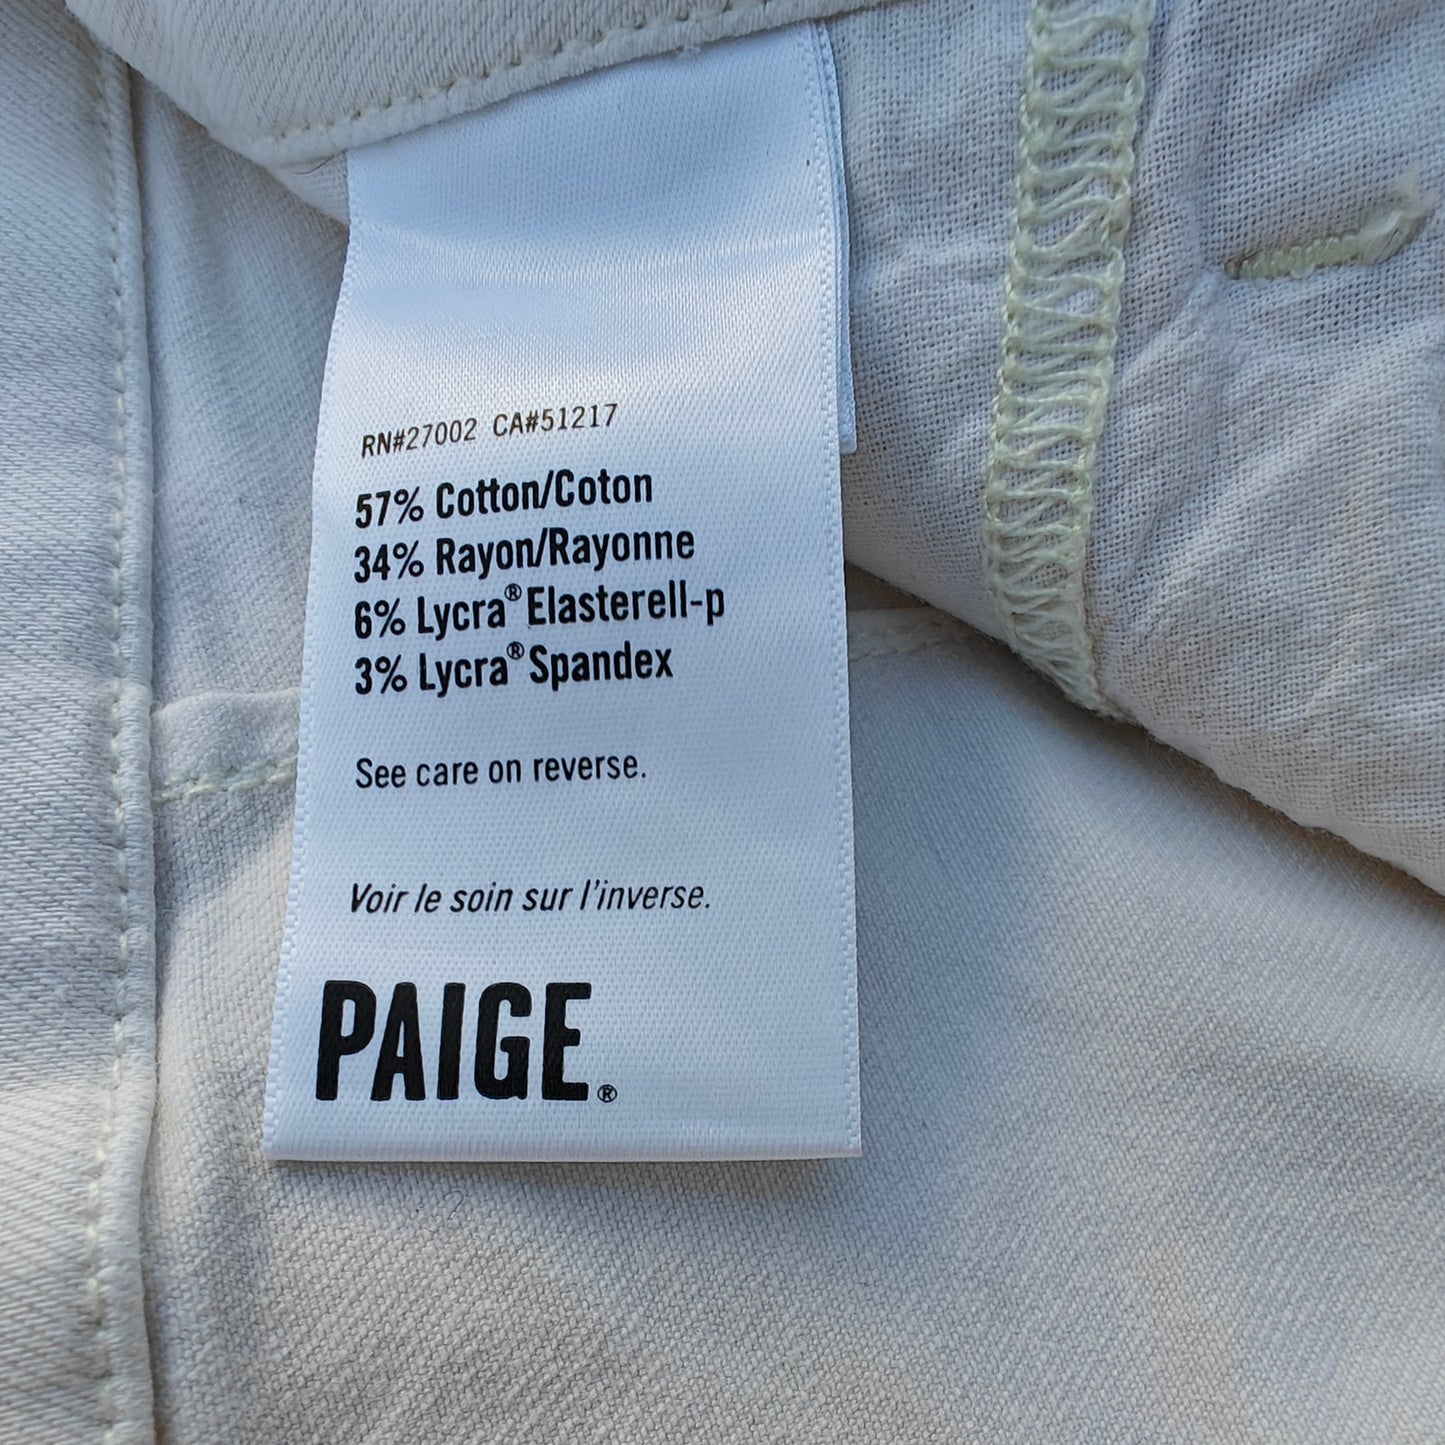 RN#27002 CA#51217
57% Cotton/Coton
34% Rayon/Rayonne
6% Lycra® Elasterell-p
3% Lycra® Spandex
See care on reverse.
Voir le soin sur l'inverse.
PAIGE®